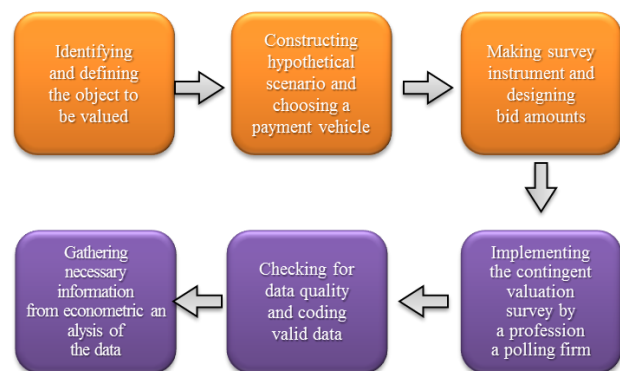 Identifying
and defining
the object to
be valued
Constructing
hypothetical
scenario and
choosing a
payment vehicle
Making survey
instrument and
designing
bid amounts
Implementing
the contingent
valuation
survey by
a profession
a polling firm
Checking for
data quality
and coding
valid data
Gathering
necessary
information
from econometric an
alysis of
the data